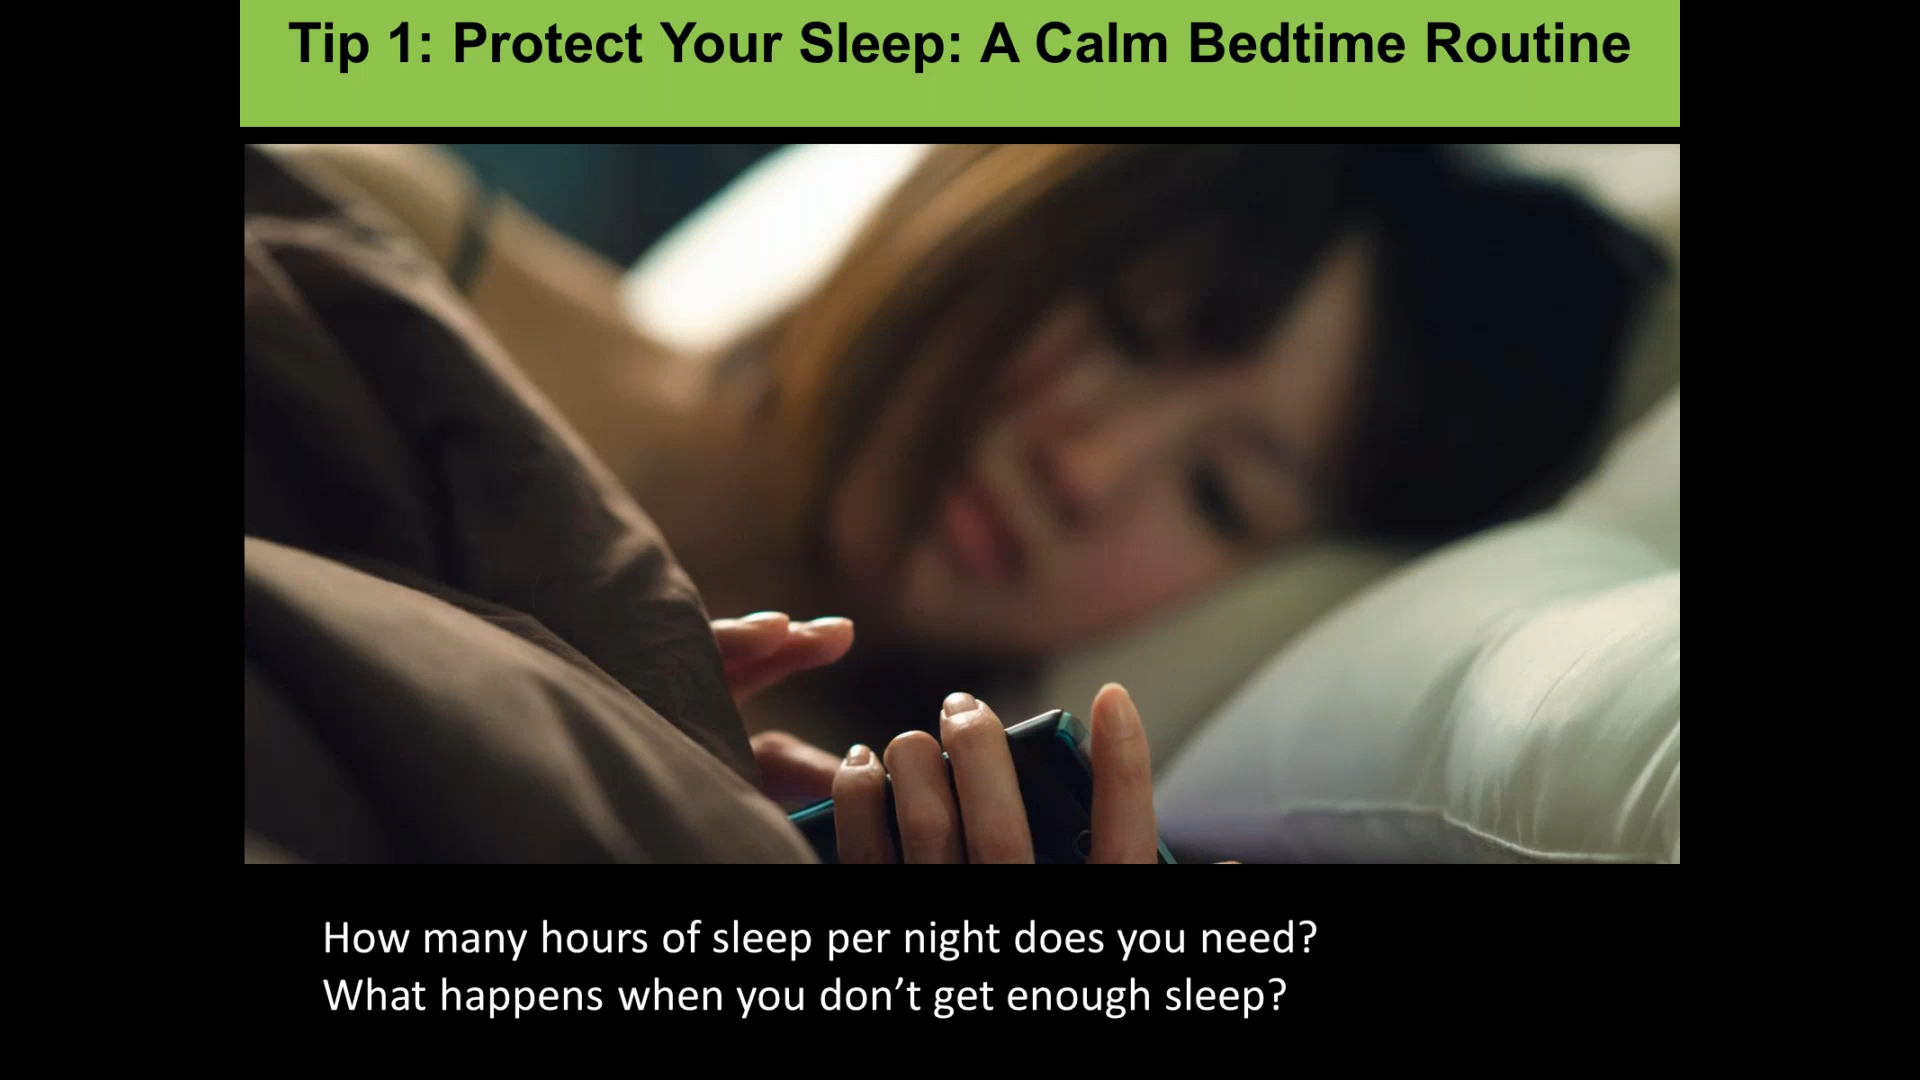 Tip 1: Protect Your Sleep: A Calm Bedtime Routine
How many hours of sleep per night does you need?
What happens when you don’t get enough sleep?